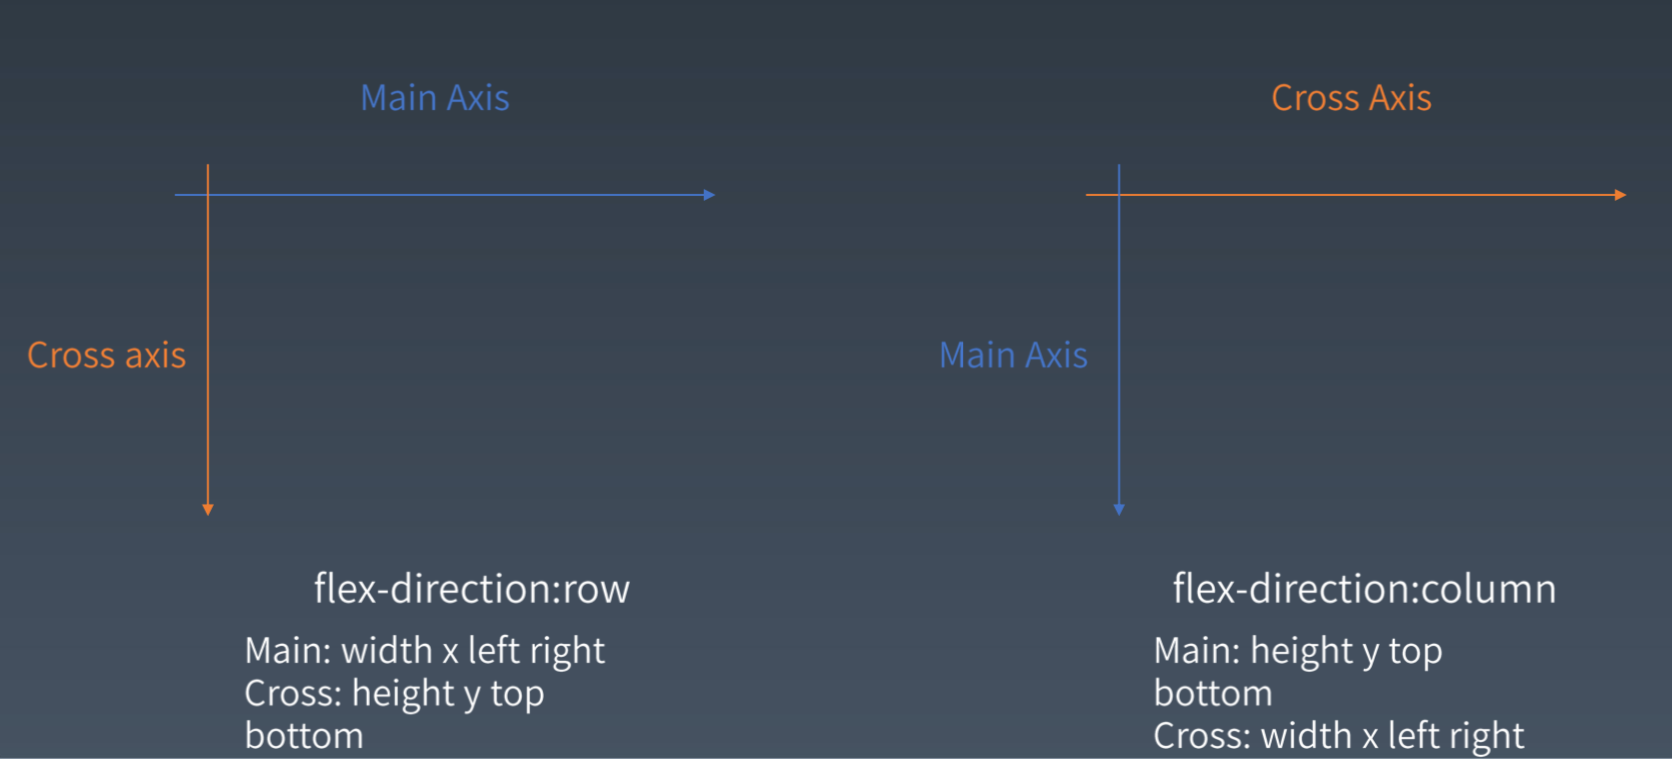 Main Axis
Cross axis
flex-direction:row
Main: width x left right
Cross: height y top
bottom
Cross Axis
Main Axis
flex-direction:column
Main: height y top
bottom
Cross: width x left right